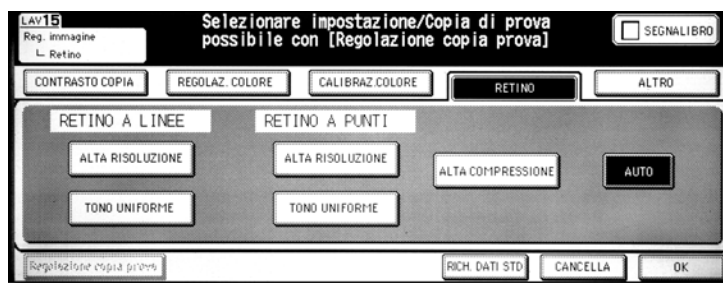 LAV15
Reg. immagine
Retino
Selezionare impostazione/Copia di prova
possibile con [Regolazione copia prova]
SEGNALIBRO
CONTRASTO COPIA
REGOLAZ. COLORE
CALIBRAZ.COLORE
RETINO
ALTRO
RETINO A LINEE
RETINO A PUNTI
ALTA RISOLUZIONE
ALTA RISOLUZIONE
ALTA COMPRESSIONE
AUTO
TONO UNIFORME
TONO UNIFORME
Regolazione copia prova
RICH. DATI STD
CANCELLA
OK